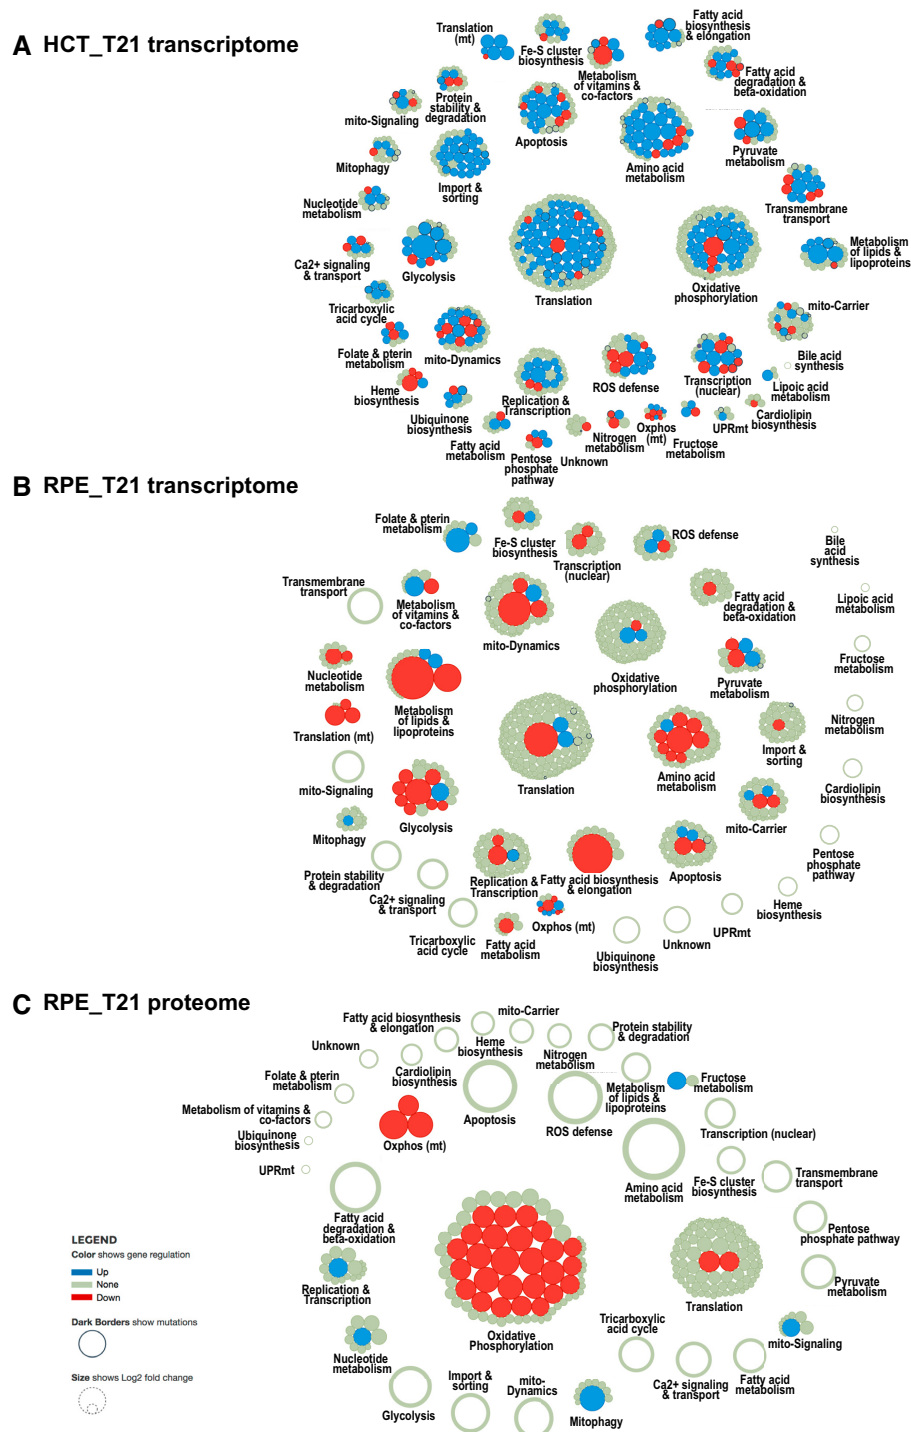 A HCT_T21 transcriptome
Translation
(mt)
Fe-S cluster
biosynthesis
Metabolism
of vitamins &
co-factors
Fatty acid
biosynthesis
& elongation
Fatty acid
degradation &
beta-oxidation
Protein
stability &
degradation
mito-Signaling
Apoptosis
Amino acid
metabolism
Pyruvate
metabolism
Mitophagy
Import &
sorting
Transmembrane
transport
Nucleotide
metabolism
Ca2+ signaling
& transport
Glycolysis
Translation
Oxidative
phosphorylation
Metabolism
of lipids &
lipoproteins
Tricarboxylic
acid cycle
mito-Carrier
Folate & pterin
metabolism
mito-Dynamics
Bile acid
synthesis
Heme
biosynthesis
Replication &
Transcription
ROS defense
Transcription
(nuclear)
Lipoic acid
metabolism
Ubiquinone
biosynthesis
Fatty acid
metabolism
Pentose
phosphate
pathway
Unknown
Nitrogen
metabolism
Oxphos
(mt)
Fructose
metabolism
UPRmt
Cardiolipin
biosynthesis
B RPE_T21 transcriptome
Folate & pterin
metabolism
Fe-S cluster
biosynthesis
Transcription
(nuclear)
ROS defense
Bile
acid
synthesis
Transmembrane
transport
Metabolism
of vitamins &
co-factors
mito-Dynamics
Fatty acid
degradation &
beta-oxidation
Lipoic acid
metabolism
Nucleotide
metabolism
Oxidative
phosphorylation
Pyruvate
metabolism
Fructose
metabolism
Translation (mt)
Metabolism
of lipids &
lipoproteins
Nitrogen
metabolism
mito-Signaling
Translation
Amino acid
metabolism
Import &
sorting
Cardiolipin
biosynthesis
Mitophagy
Glycolysis
mito-Carrier
Pentose
phosphate
pathway
Protein stability
& degradation
Replication &
Transcription
Fatty acid biosynthesis
& elongation
Apoptosis
Heme
biosynthesis
Ca2+ signaling
& transport
Tricarboxylic
acid cycle
Fatty acid
metabolism
Oxphos (mt)
Ubiquinone
biosynthesis
Unknown
UPRmt
C RPE_T21 proteome
Fatty acid biosynthesis
& elongation
mito-Carrier
Unknown
Cardiolipin
biosynthesis
Heme
biosynthesis
Nitrogen
metabolism
Protein stability
& degradation
Folate & pterin
metabolism
Metabolism
of lipids &
lipoproteins
Fructose
metabolism
Metabolism of vitamins &
co-factors
Oxphos (mt)
Apoptosis
ROS defense
Transcription (nuclear)
Ubiquinone
biosynthesis
UPRmt
Amino acid
metabolism
Fe-S cluster
biosynthesis
Transmembrane
transport
Fatty acid
degradation &
beta-oxidation
Pentose
phosphate pathway
Replication &
Transcription
Oxidative
Phosphorylation
Translation
Pyruvate
metabolism
Nucleotide
metabolism
Tricarboxylic
acid cycle
mito-Signaling
Glycolysis
Import &
sorting
mito-
Dynamics
Mitophagy
Ca2+ signaling
& transport
Fatty acid
metabolism
LEGEND
Color shows gene regulation
Up
None
Down
Dark Borders show mutations
Size shows Log2 fold change